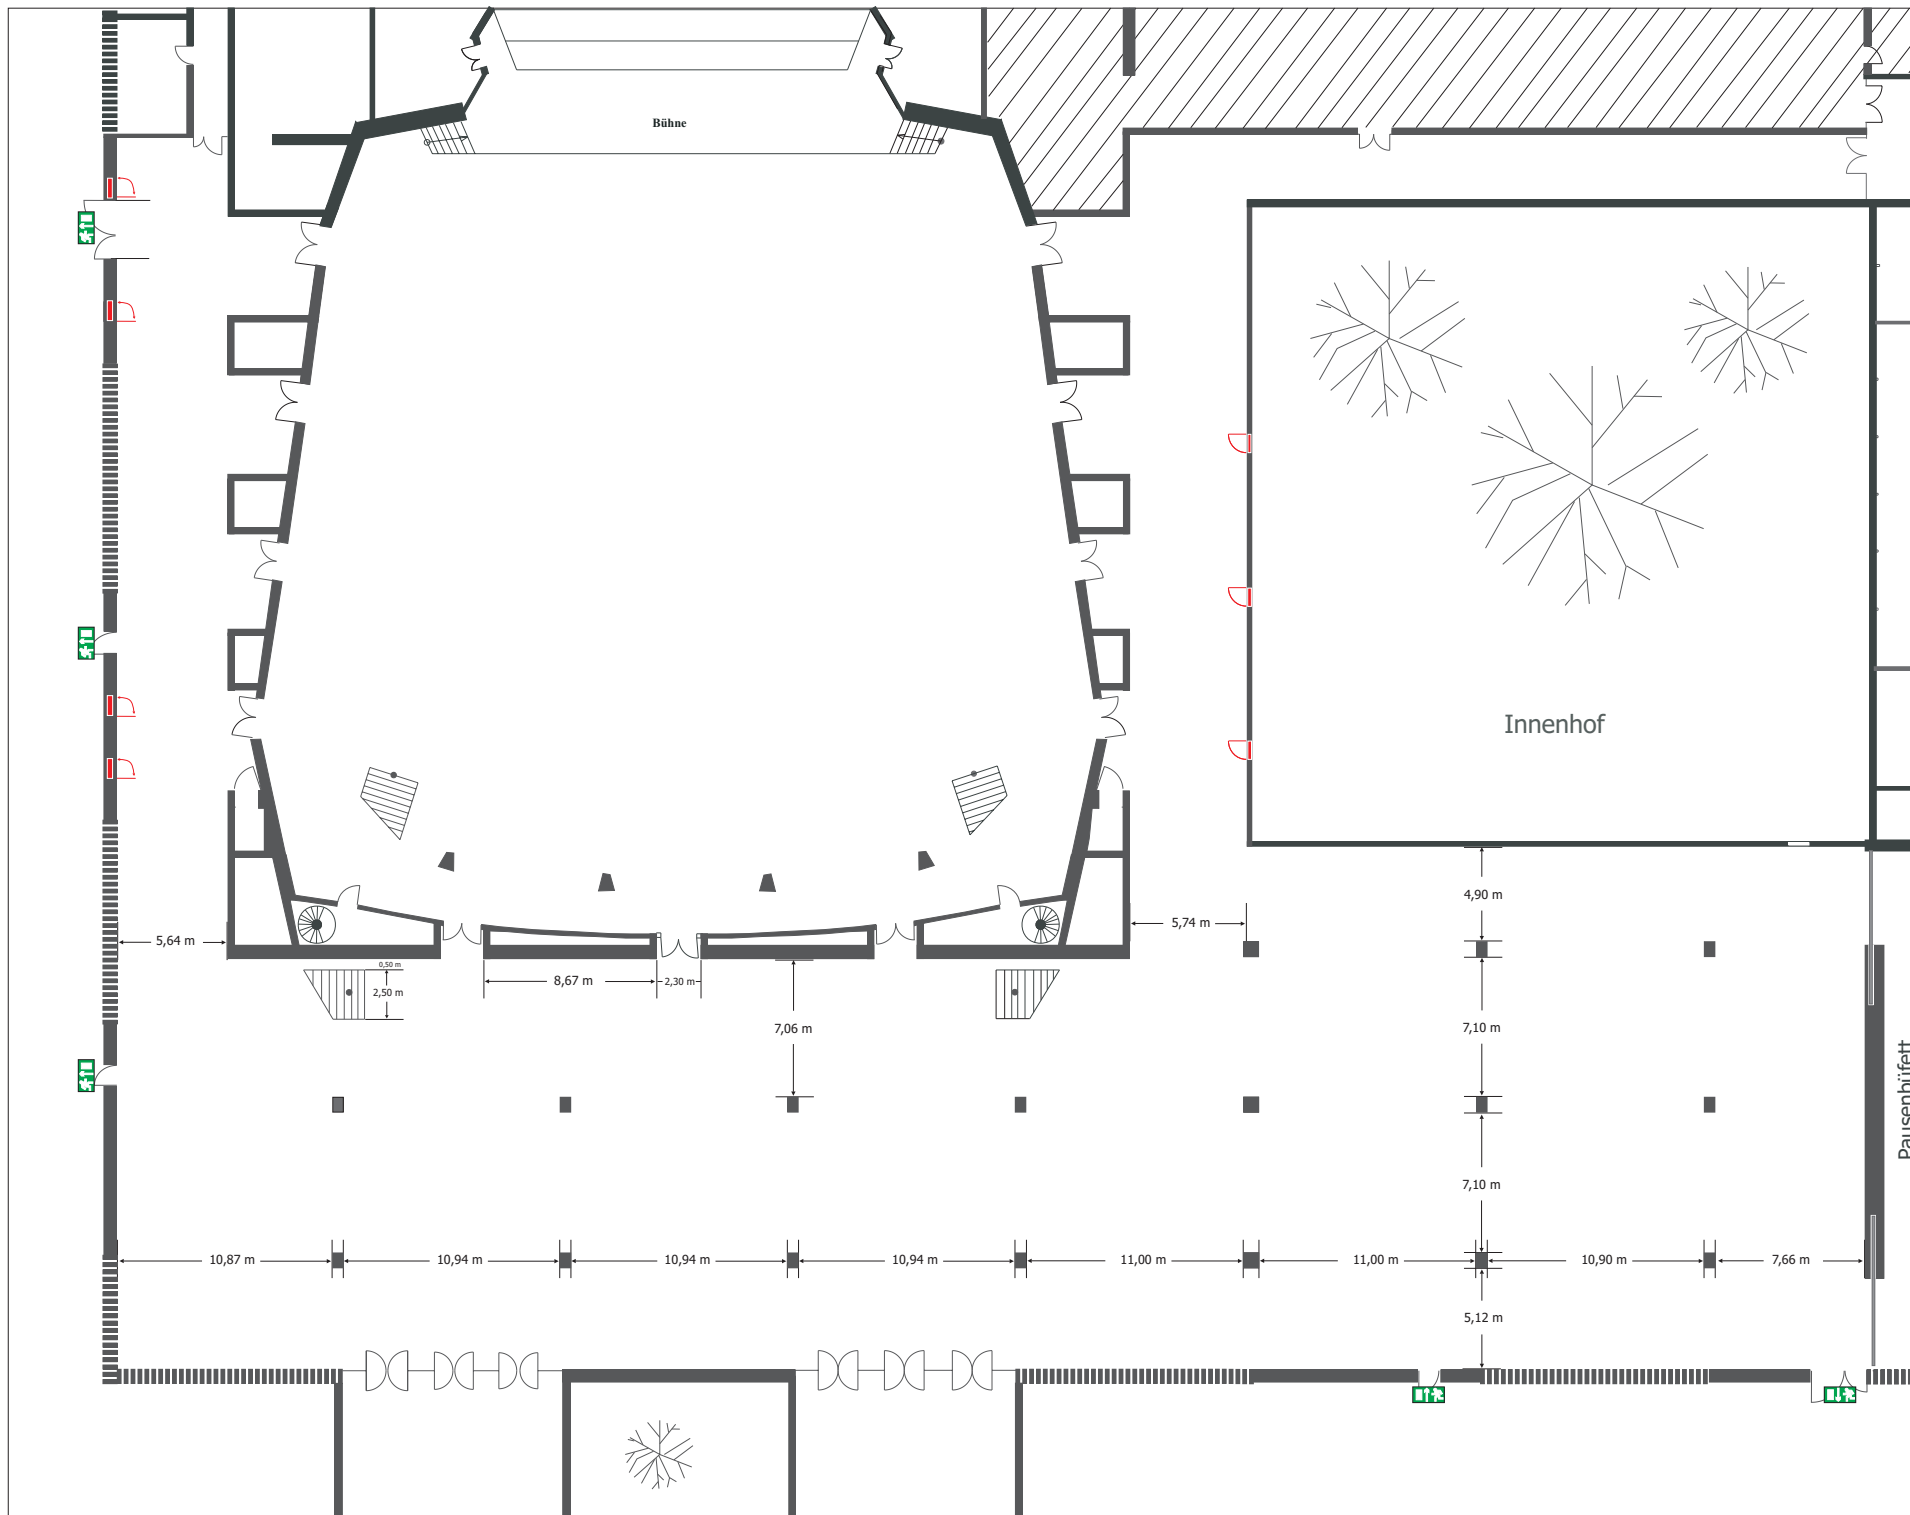 Bühne
Innenhof
4,90 m
5,74 m
5,64 m
0,50 m
2,50 m
8,67 m
2,30 m
7,06 m
7,10 m
Pausenbüfett
7,10 m
10,87 m
10,94 m
10,94 m
10,94 m
11,00 m
11,00 m
10,90 m
7,66 m
5,12 m